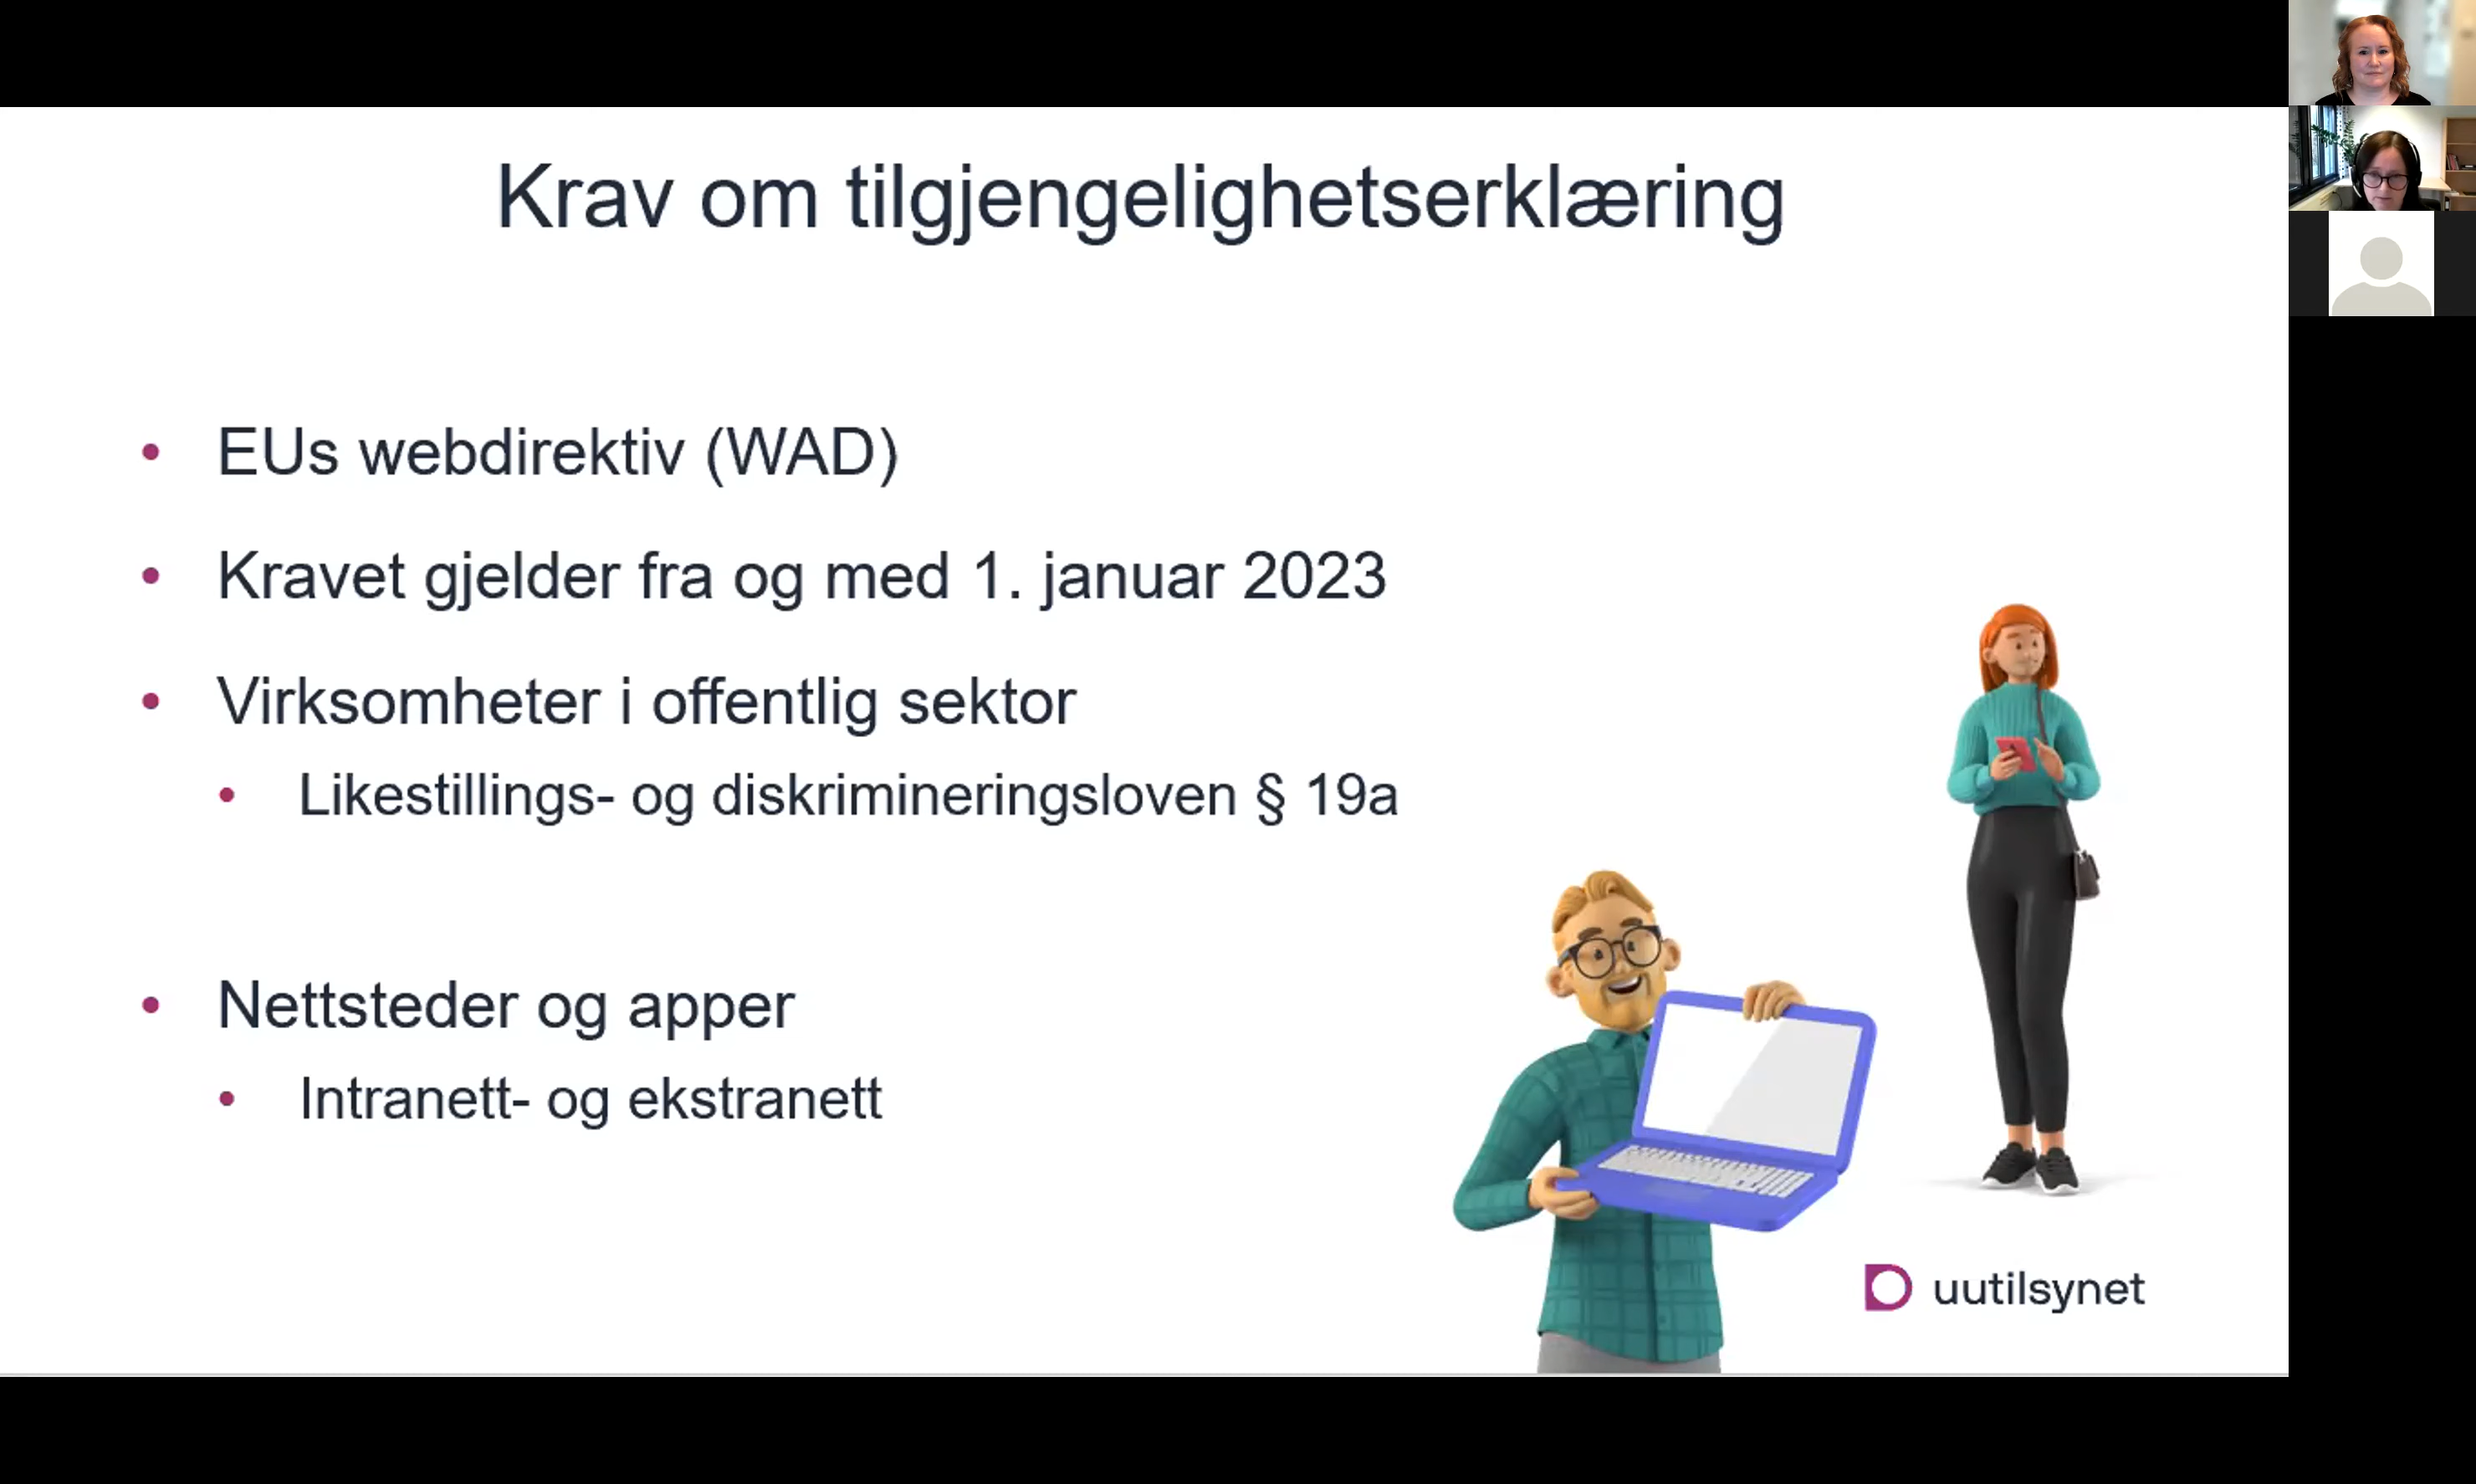 Krav om tilgjengelighetserklæring
EUs webdirektiv (WAD)
Kravet gjelder fra og med 1. januar 2023
Virksomheter i offentlig sektor
Likestillings- og diskrimineringsloven § 19a
Nettsteder og apper
Intranett- og ekstranett
uutilsynet